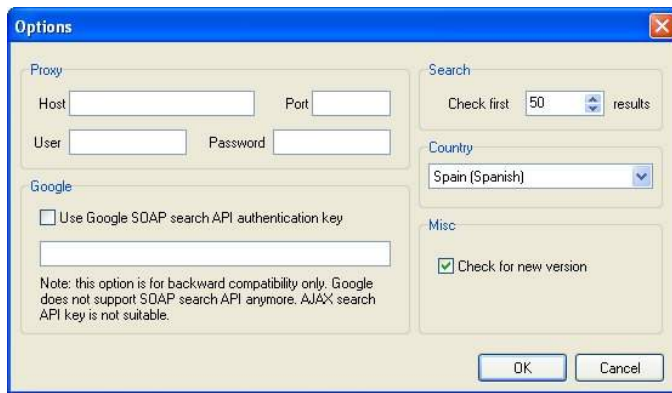 Options
Proxy
Host
Port
User
Password
Google
Use Google SOAP search API authentication key
Note: this option is for backward compatibility only. Google
does not support SOAP search API anymore. AJAX search
API key is not suitable.
Search
Check first 50 results
Country
Spain (Spanish)
Misc
Check for new version
OK
Cancel